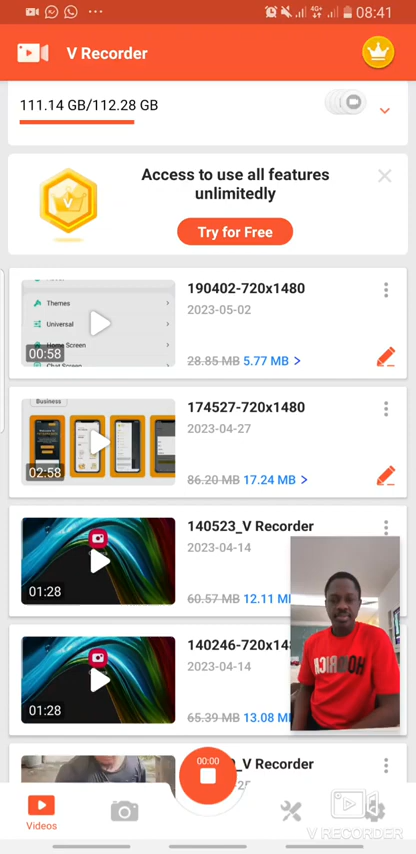 08:41
V Recorder
111.14 GB/112.28 GB
Access to use all features
unlimitedly
Try for Free
190402-720x1480
2023-05-02
Themes
Universal
Home Screen
Chat Screen
00:58
28.85 MB 5.77 MB >
Business
174527-720x1480
2023-04-27
02:58
86.20 MB 17.24 MB >
140523_V Recorder
2023-04-14
01:28
60.57 MB 12.11 M
140246-720x148
2023-04-14
01:28
65.39 MB 13.08 M
_V Recorder
00:00
Videos
V RECORDER